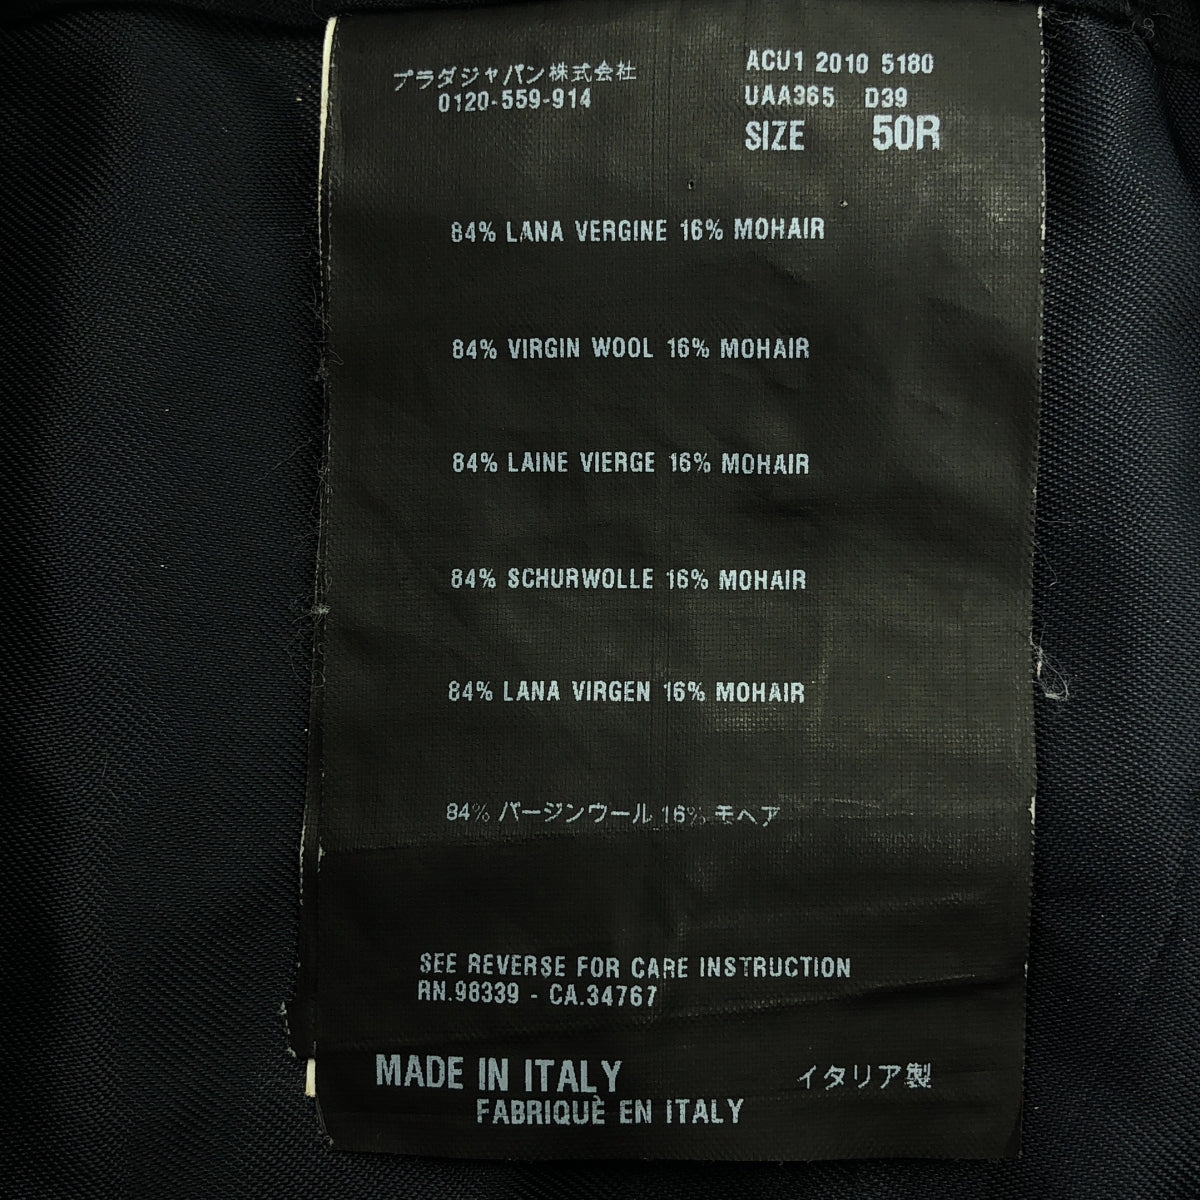 プラダジャパン株式会社
0120-559-914
ACU1 2010 5180
UAA365 D39
SIZE 50R
84% LANA VERGINE 16% MOHAIR
84% VIRGIN WOOL 16% MOHAIR
84% LAINE VIERGE 16% MOHAIR
84% SCHURWOLLE 16% MOHAIR
84% LANA VIRGEN 16% MOHAIR
84% バージンウール 16% モヘア
SEE REVERSE FOR CARE INSTRUCTION
RN.98339 - CA.34767
MADE IN ITALY
イタリア製
FABRIQUÈ EN ITALY